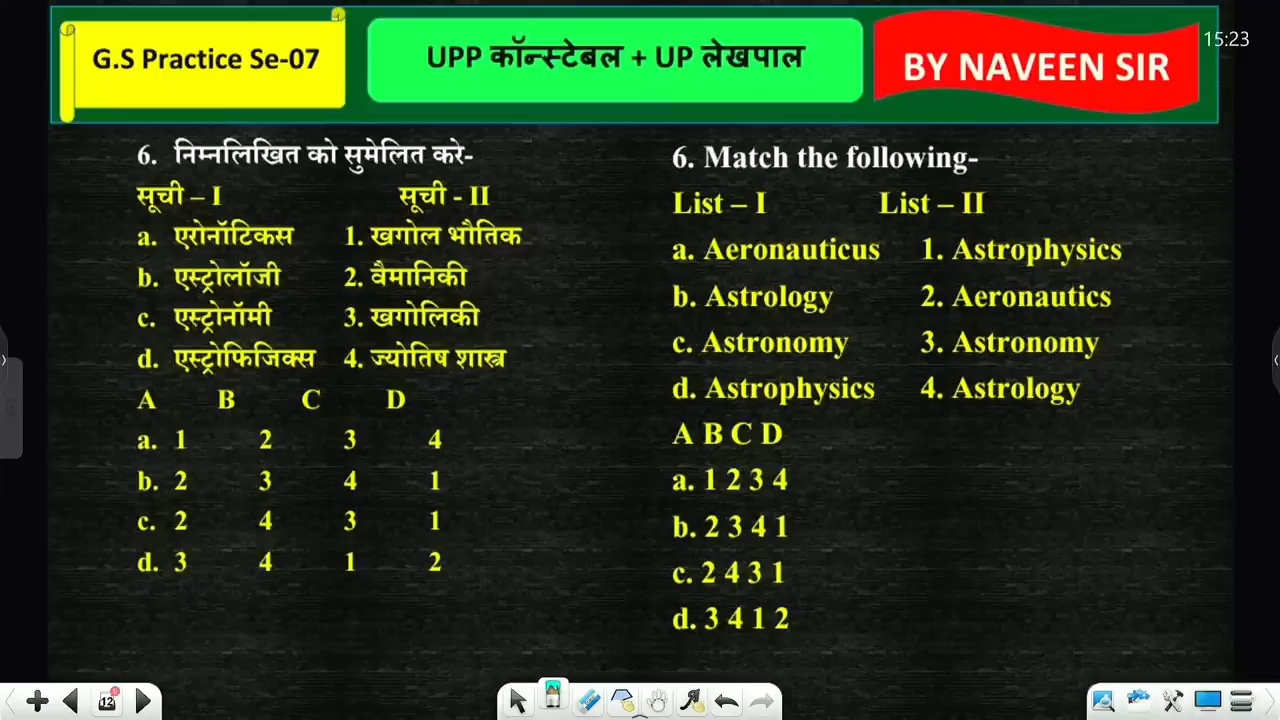 G.S Practice Se-07
UPP कॉन्स्टेबल + UP लेखपाल
BY NAVEEN SIR
15:23
6. निम्नलिखित को सुमेलित करे-
सूची – I सूची - II
a. एरोनॉटिकस 1. खगोल भौतिक
b. एस्ट्रोलॉजी 2. वैमानिकी
c. एस्ट्रोनॉमी 3. खगोलिकी
d. एस्ट्रोफिजिक्स 4. ज्योतिष शास्त्र
A B C D
a. 1 2 3 4
b. 2 3 4 1
c. 2 4 3 1
d. 3 4 1 2
6. Match the following-
List – I List – II
a. Aeronauticus 1. Astrophysics
b. Astrology 2. Aeronautics
c. Astronomy 3. Astronomy
d. Astrophysics 4. Astrology
A B C D
a. 1 2 3 4
b. 2 3 4 1
c. 2 4 3 1
d. 3 4 1 2
12